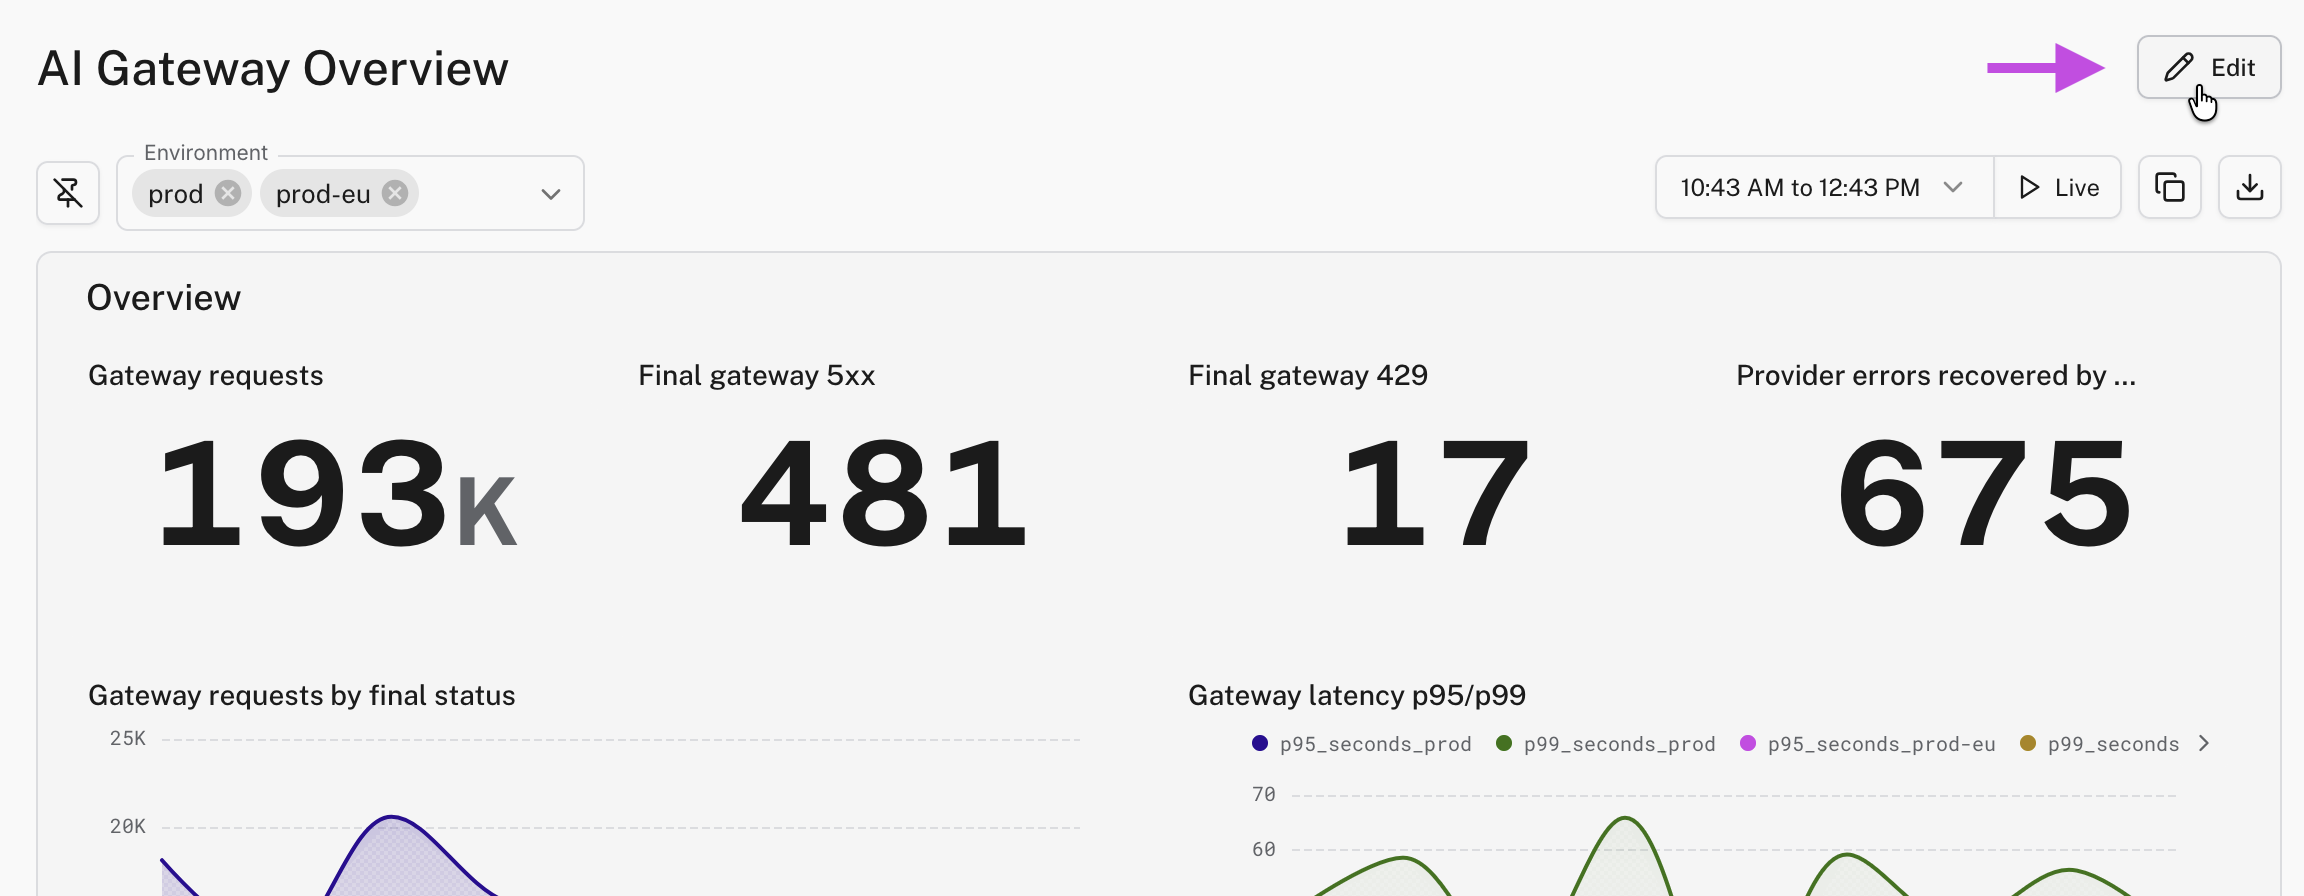 AI Gateway Overview
Edit
Environment
prod
prod-eu
10:43 AM to 12:43 PM
Live
Overview
Gateway requests
Final gateway 5xx
Final gateway 429
Provider errors recovered by ...
193K
481
17
675
Gateway requests by final status
25K
20K
Gateway latency p95/p99
p95_seconds_prod
p99_seconds_prod
p95_seconds_prod-eu
p99_seconds
70
60